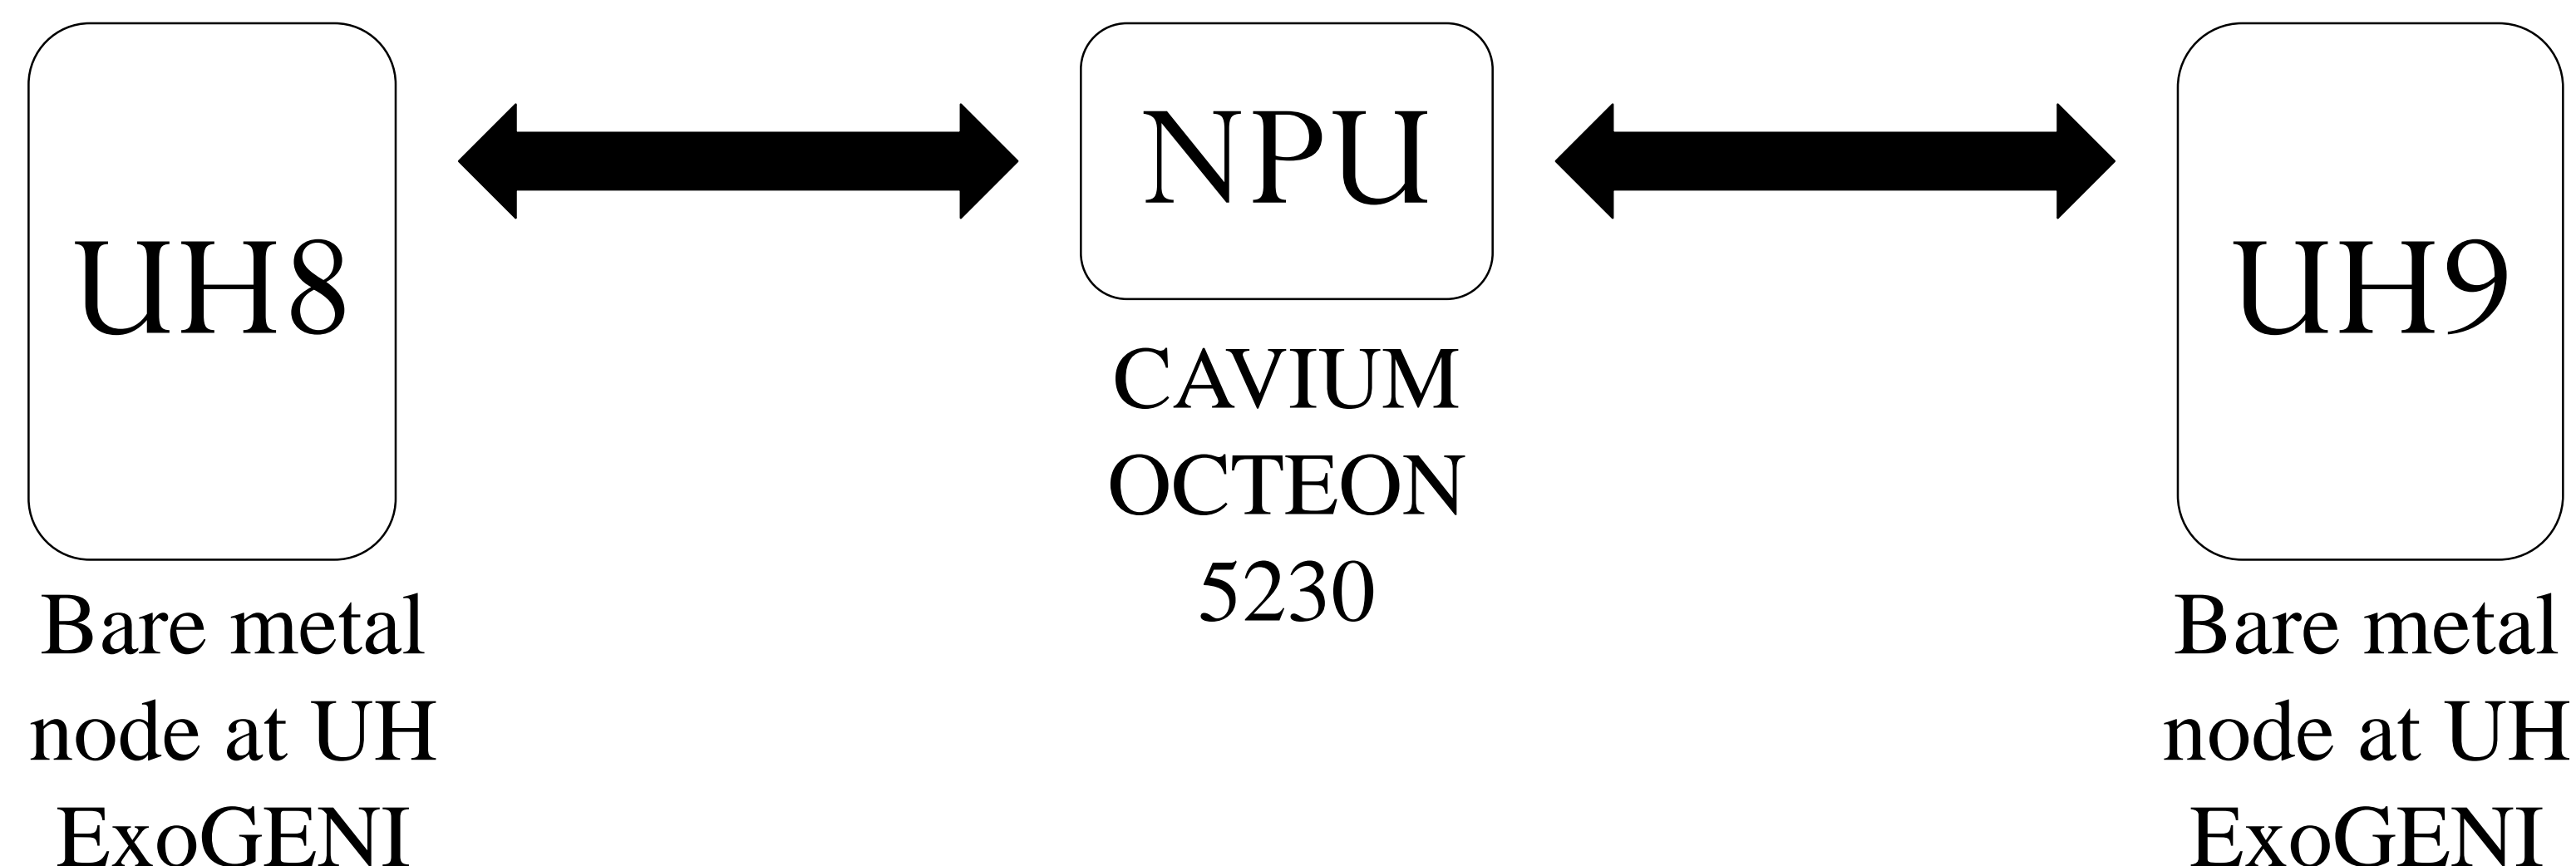 UH8
Bare metal
node at UH
ExoGENI
NPU
CAVIUM
OCTEON
5230
UH9
Bare metal
node at UH
ExoGENI